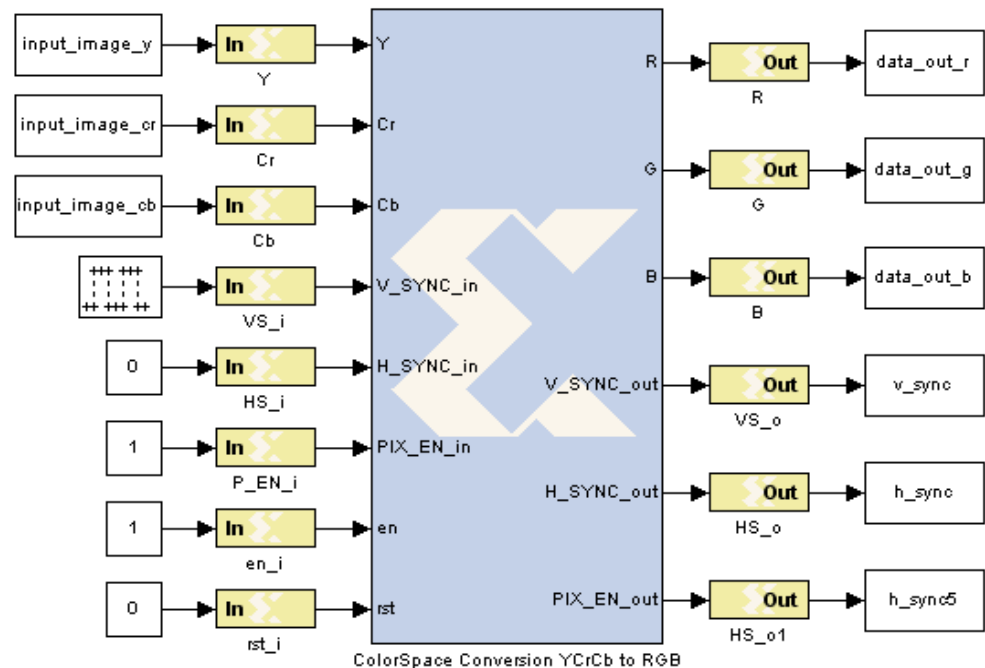 input_image_y
In
Y
Y
input_image_cr
In
Cr
Cr
input_image_cb
In
Cb
Cb
In
VS_i
V_SYNC_in
0
In
HS_i
H_SYNC_in
1
In
P_EN_i
PIX_EN_in
1
In
en_i
en
0
In
rst_i
rst
R
Out
R
data_out_r
G
Out
G
data_out_g
B
Out
B
data_out_b
V_SYNC_out
Out
VS_o
v_sync
H_SYNC_out
Out
HS_o
h_sync
PIX_EN_out
Out
HS_o1
h_sync5
ColorSpace Conversion YCrCb to RGB